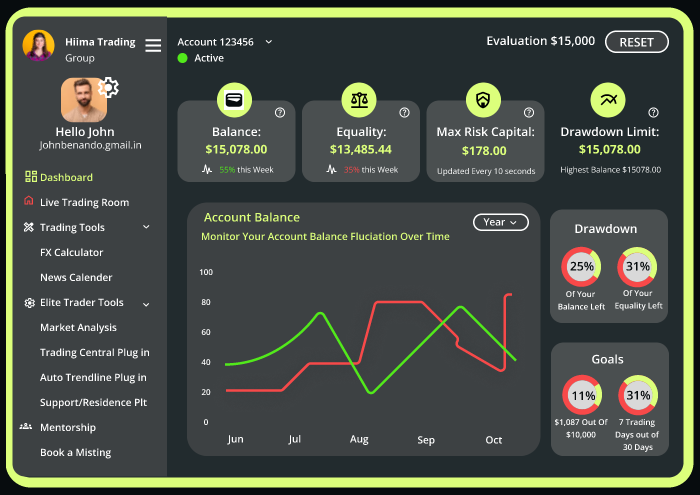 Hiima Trading
Group
Hello John
Johnbenando.gmail.in
Dashboard
Live Trading Room
Trading Tools
FX Calculator
News Calender
Elite Trader Tools
Market Analysis
Trading Central Plug in
Auto Trendline Plug in
Support/Residence Plt
Mentorship
Book a Misting
Account 123456
Active
Evaluation $15,000
RESET
Balance:
$15,078.00
55% this Week
Equality:
$13,485.44
35% this Week
Max Risk Capital:
$178.00
Updated Every 10 seconds
Drawdown Limit:
$15,078.00
Highest Balance $15078.00
Account Balance
Monitor Your Account Balance Fluciation Over Time
Year
100
80
60
40
20
0
Jun Jul Aug Sep Oct
Drawdown
25%
Of Your
Balance Left
31%
Of Your
Equality Left
Goals
11%
$1,087 Out Of
$10,000
31%
7 Trading
Days out of
30 Days